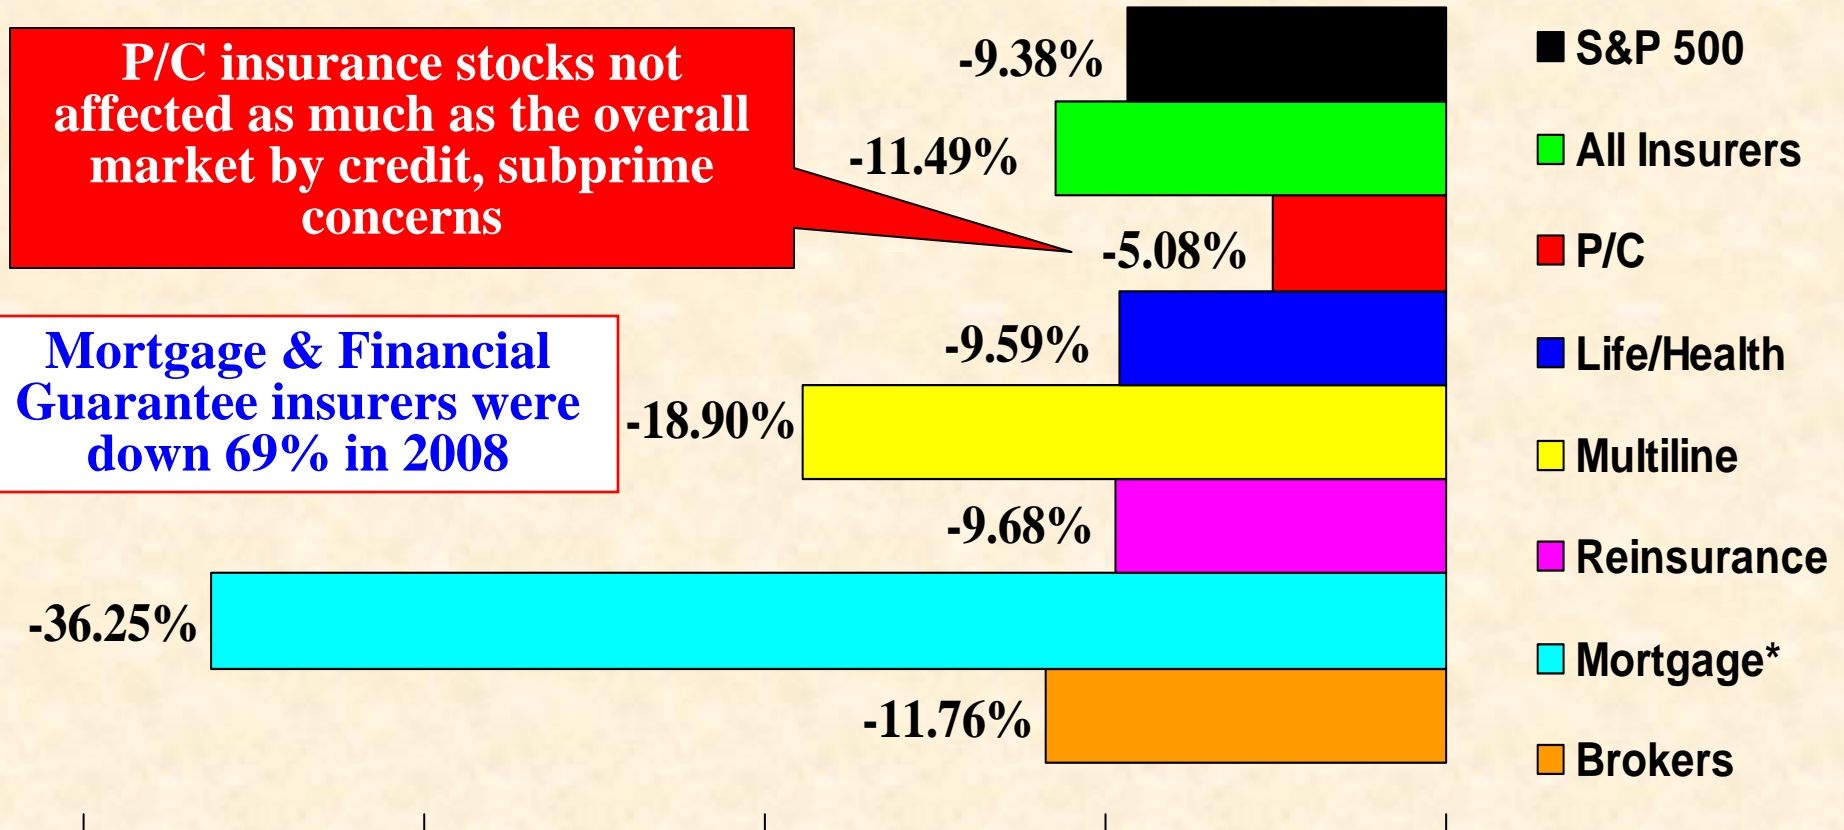 P/C insurance stocks not
affected as much as the overall
market by credit, subprime
concerns
Mortgage & Financial
Guarantee insurers were
down 69% in 2008
-9.38%
-11.49%
-5.08%
-9.59%
-18.90%
-9.68%
-36.25%
-11.76%
S&P 500
All Insurers
P/C
Life/Health
Multiline
Reinsurance
Mortgage*
Brokers